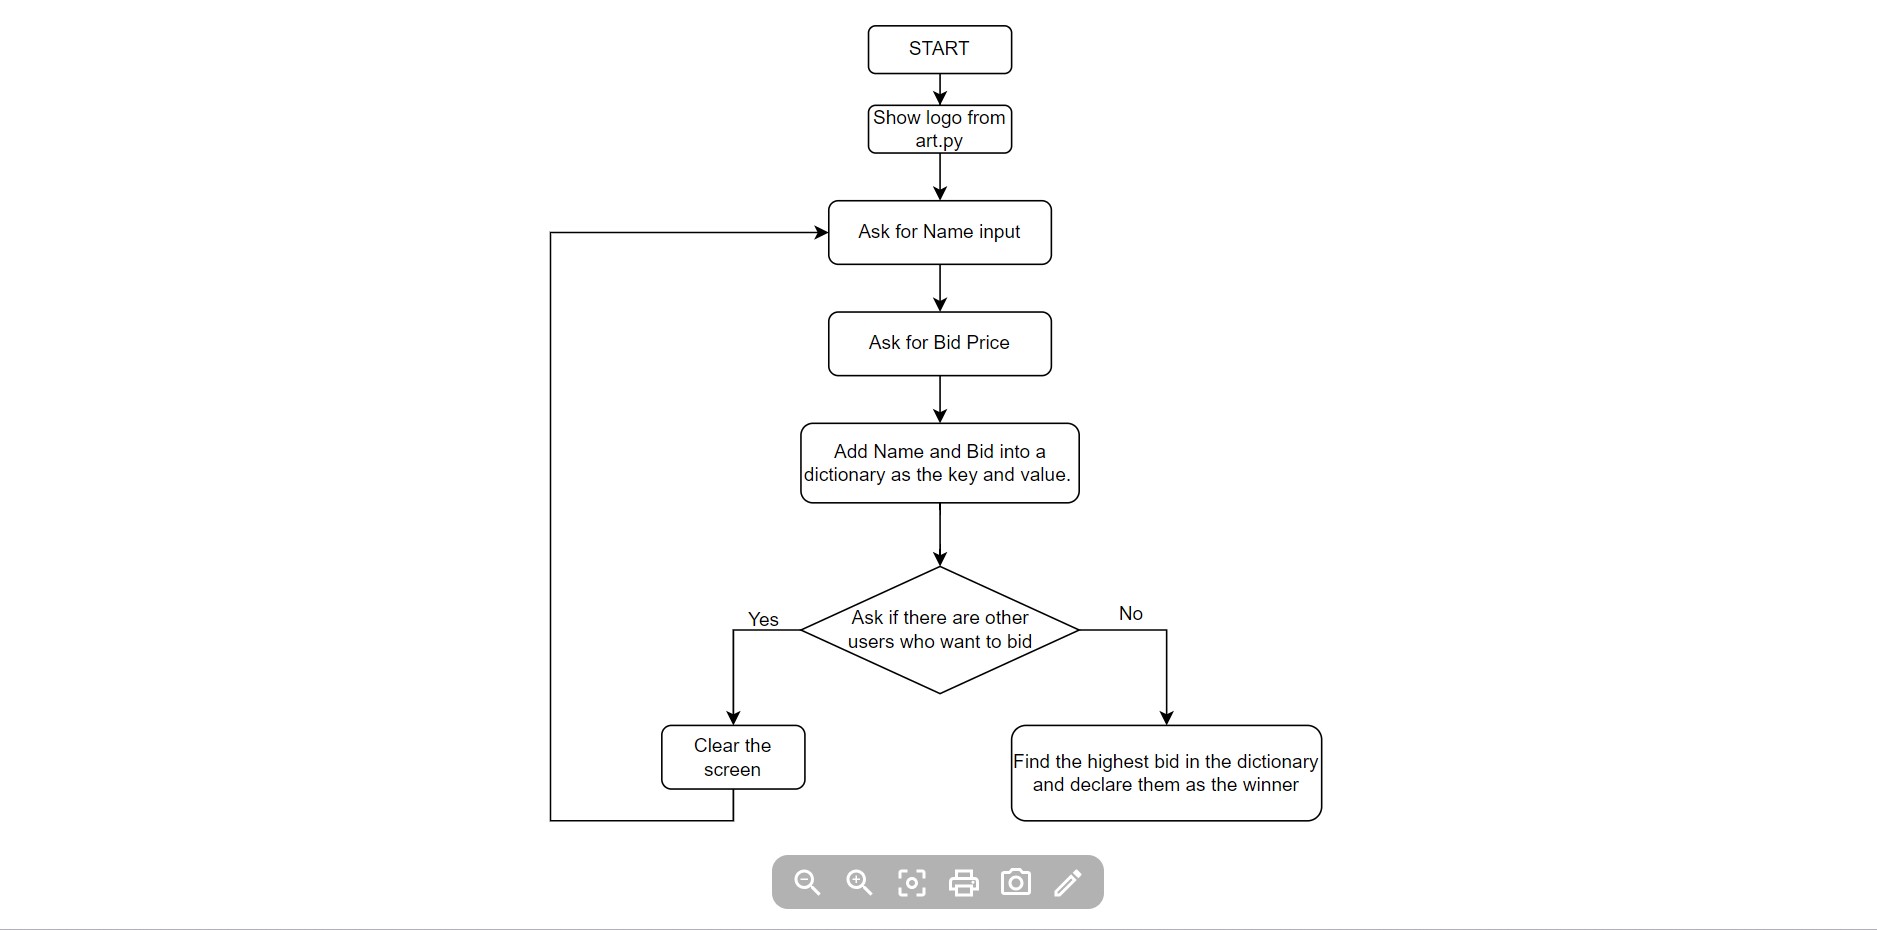 START
Show logo from
art.py
Ask for Name input
Ask for Bid Price
Add Name and Bid into a
dictionary as the key and value.
Ask if there are other
users who want to bid
Yes
No
Clear the
screen
Find the highest bid in the dictionary
and declare them as the winner